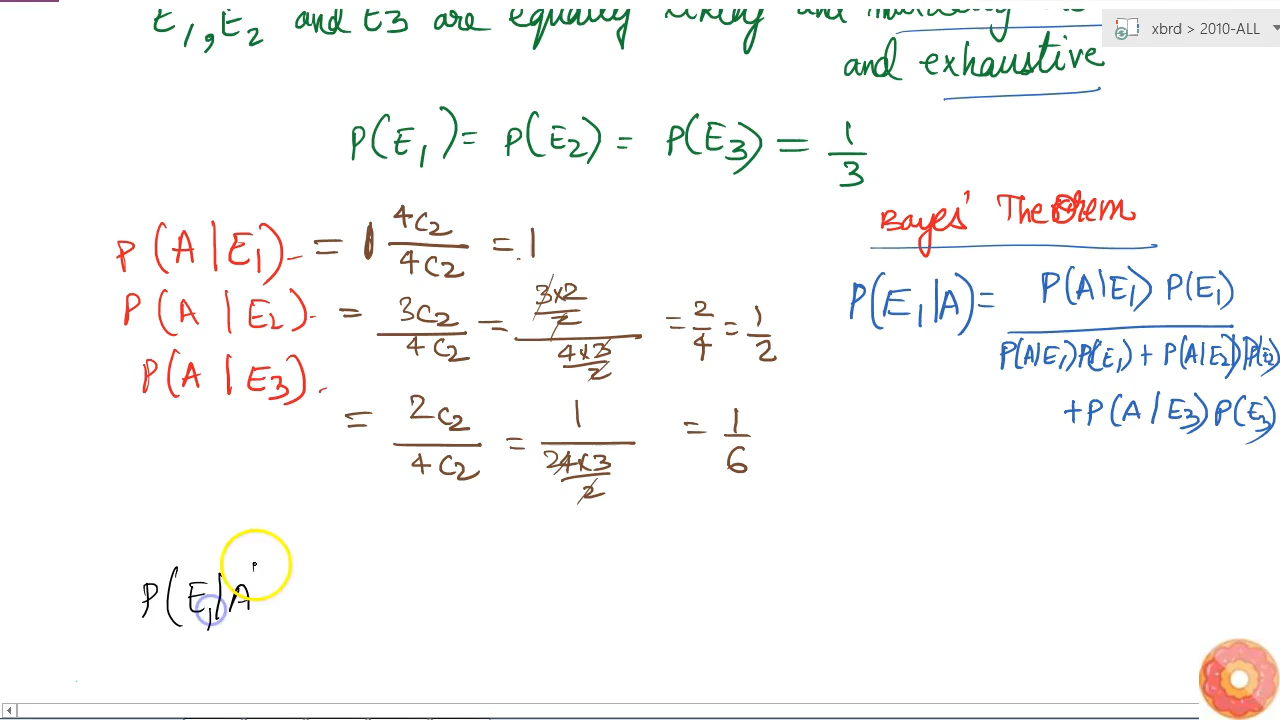 E1, E2 and E3 are equally likely and
xbrd > 2010-ALL
and exhaustive
P(E1) = P(E2) = P(E3) = 1/3
Bayes' Theorem
P(A|E1) = 4C2/4C2 = 1
P(E1|A) = P(A|E1) P(E1) / P(A|E1)P(E1) + P(A|E2)P(E2)
+ P(A|E3) P(E3)
P(A|E2) = 3C2/4C2 = 3×2/2 / 4×3/2 = 2/4 = 1/2
P(A|E3)
= 2C2/4C2 = 1 / 4×3/2 = 1/6
P(E1|A